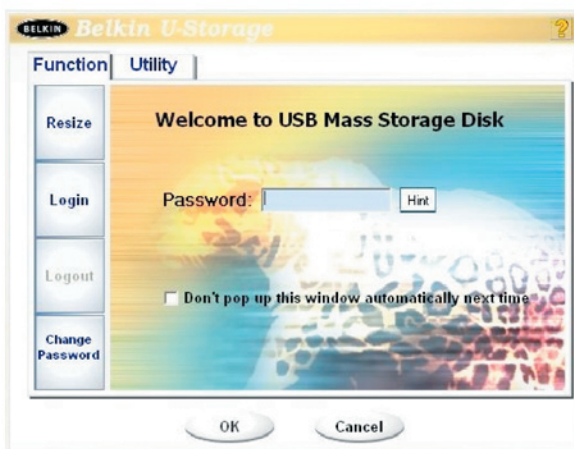 BELKIN Belkin U-Storage ?
Function Utility
Resize
Login
Logout
Change
Password
Welcome to USB Mass Storage Disk
Password: Hint
Don't pop up this window automatically next time
OK Cancel